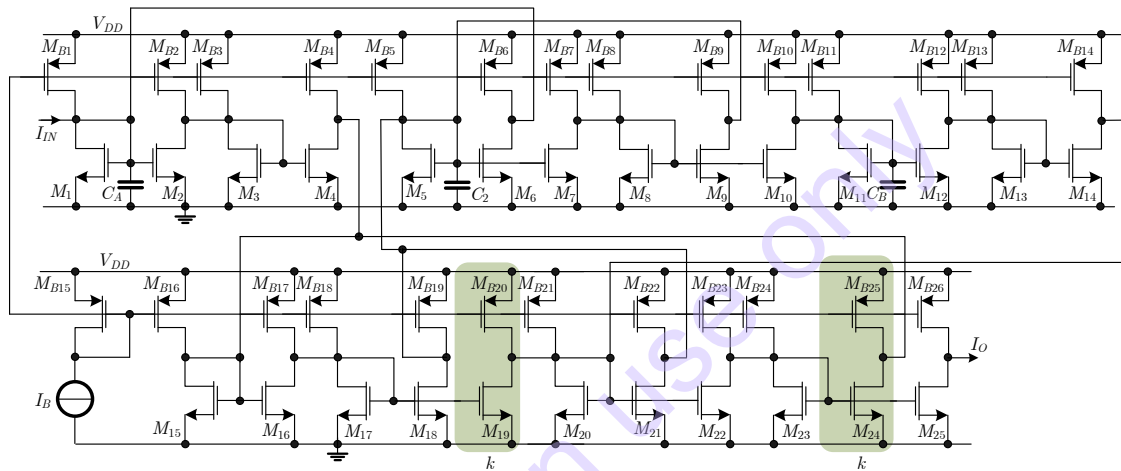 V_DD
M_B1 M_B2 M_B3 M_B4 M_B5 M_B6 M_B7 M_B8 M_B9 M_B10 M_B11 M_B12 M_B13 M_B14
I_IN
M_1 C_A M_2 M_3 M_4 M_5 C_2 M_6 M_7 M_8 M_9 M_10 M_11 C_B M_12 M_13 M_14
V_DD
M_B15 M_B16 M_B17 M_B18 M_B19 M_B20 M_B21 M_B22 M_B23 M_B24 M_B25 M_B26
I_O
I_B
M_15 M_16 M_17 M_18 M_19 M_20 M_21 M_22 M_23 M_24 M_25
k k
n use only